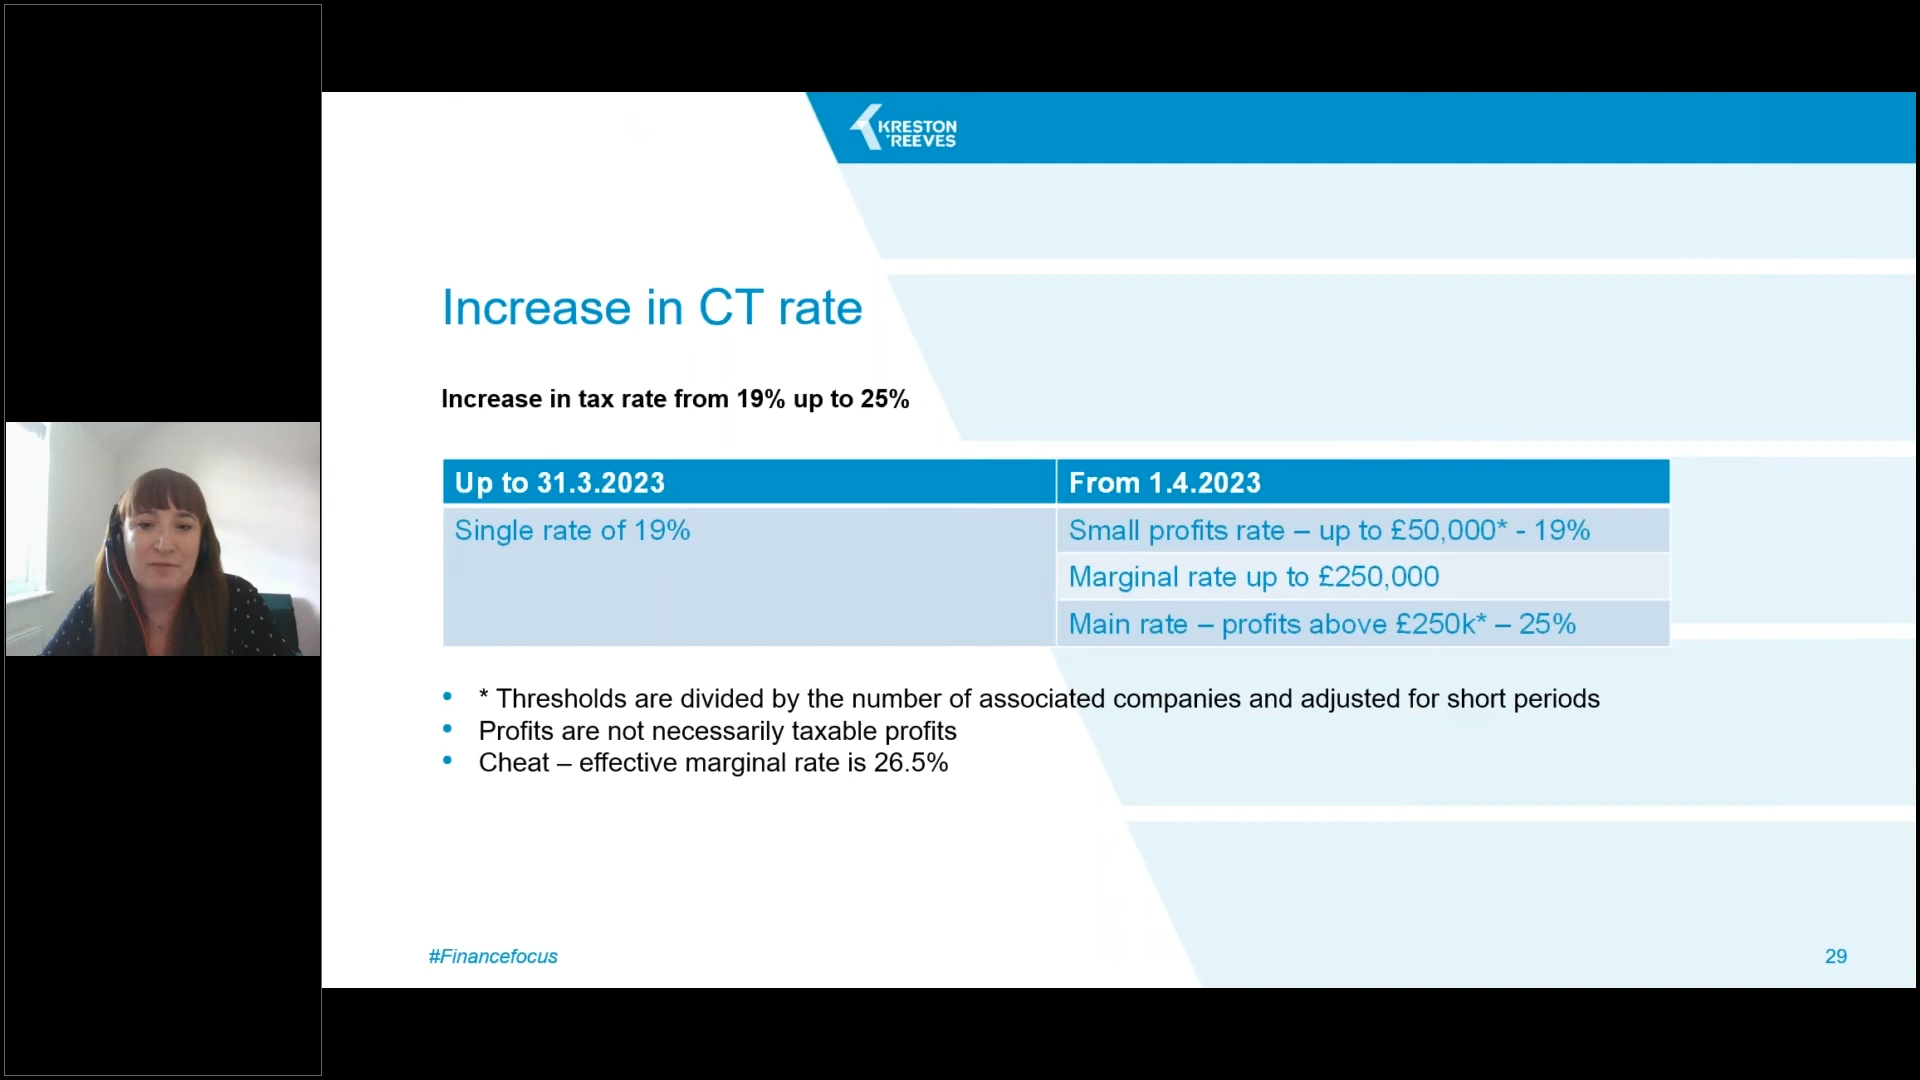 KRESTON
REEVES
Increase in CT rate
Increase in tax rate from 19% up to 25%
Up to 31.3.2023
From 1.4.2023
Single rate of 19%
Small profits rate – up to £50,000* - 19%
Marginal rate up to £250,000
Main rate – profits above £250k* – 25%
• * Thresholds are divided by the number of associated companies and adjusted for short periods
• Profits are not necessarily taxable profits
• Cheat – effective marginal rate is 26.5%
#Financefocus
29